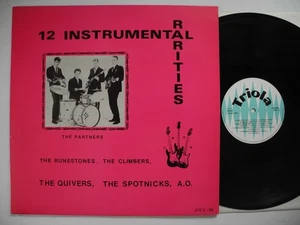 12 INSTRUMENTAL
RARITIES
THE PARTNERS
THE RUNESTONES, THE CLIMBERS,
THE QUIVERS, THE SPOTNICKS, A.O.
Triola